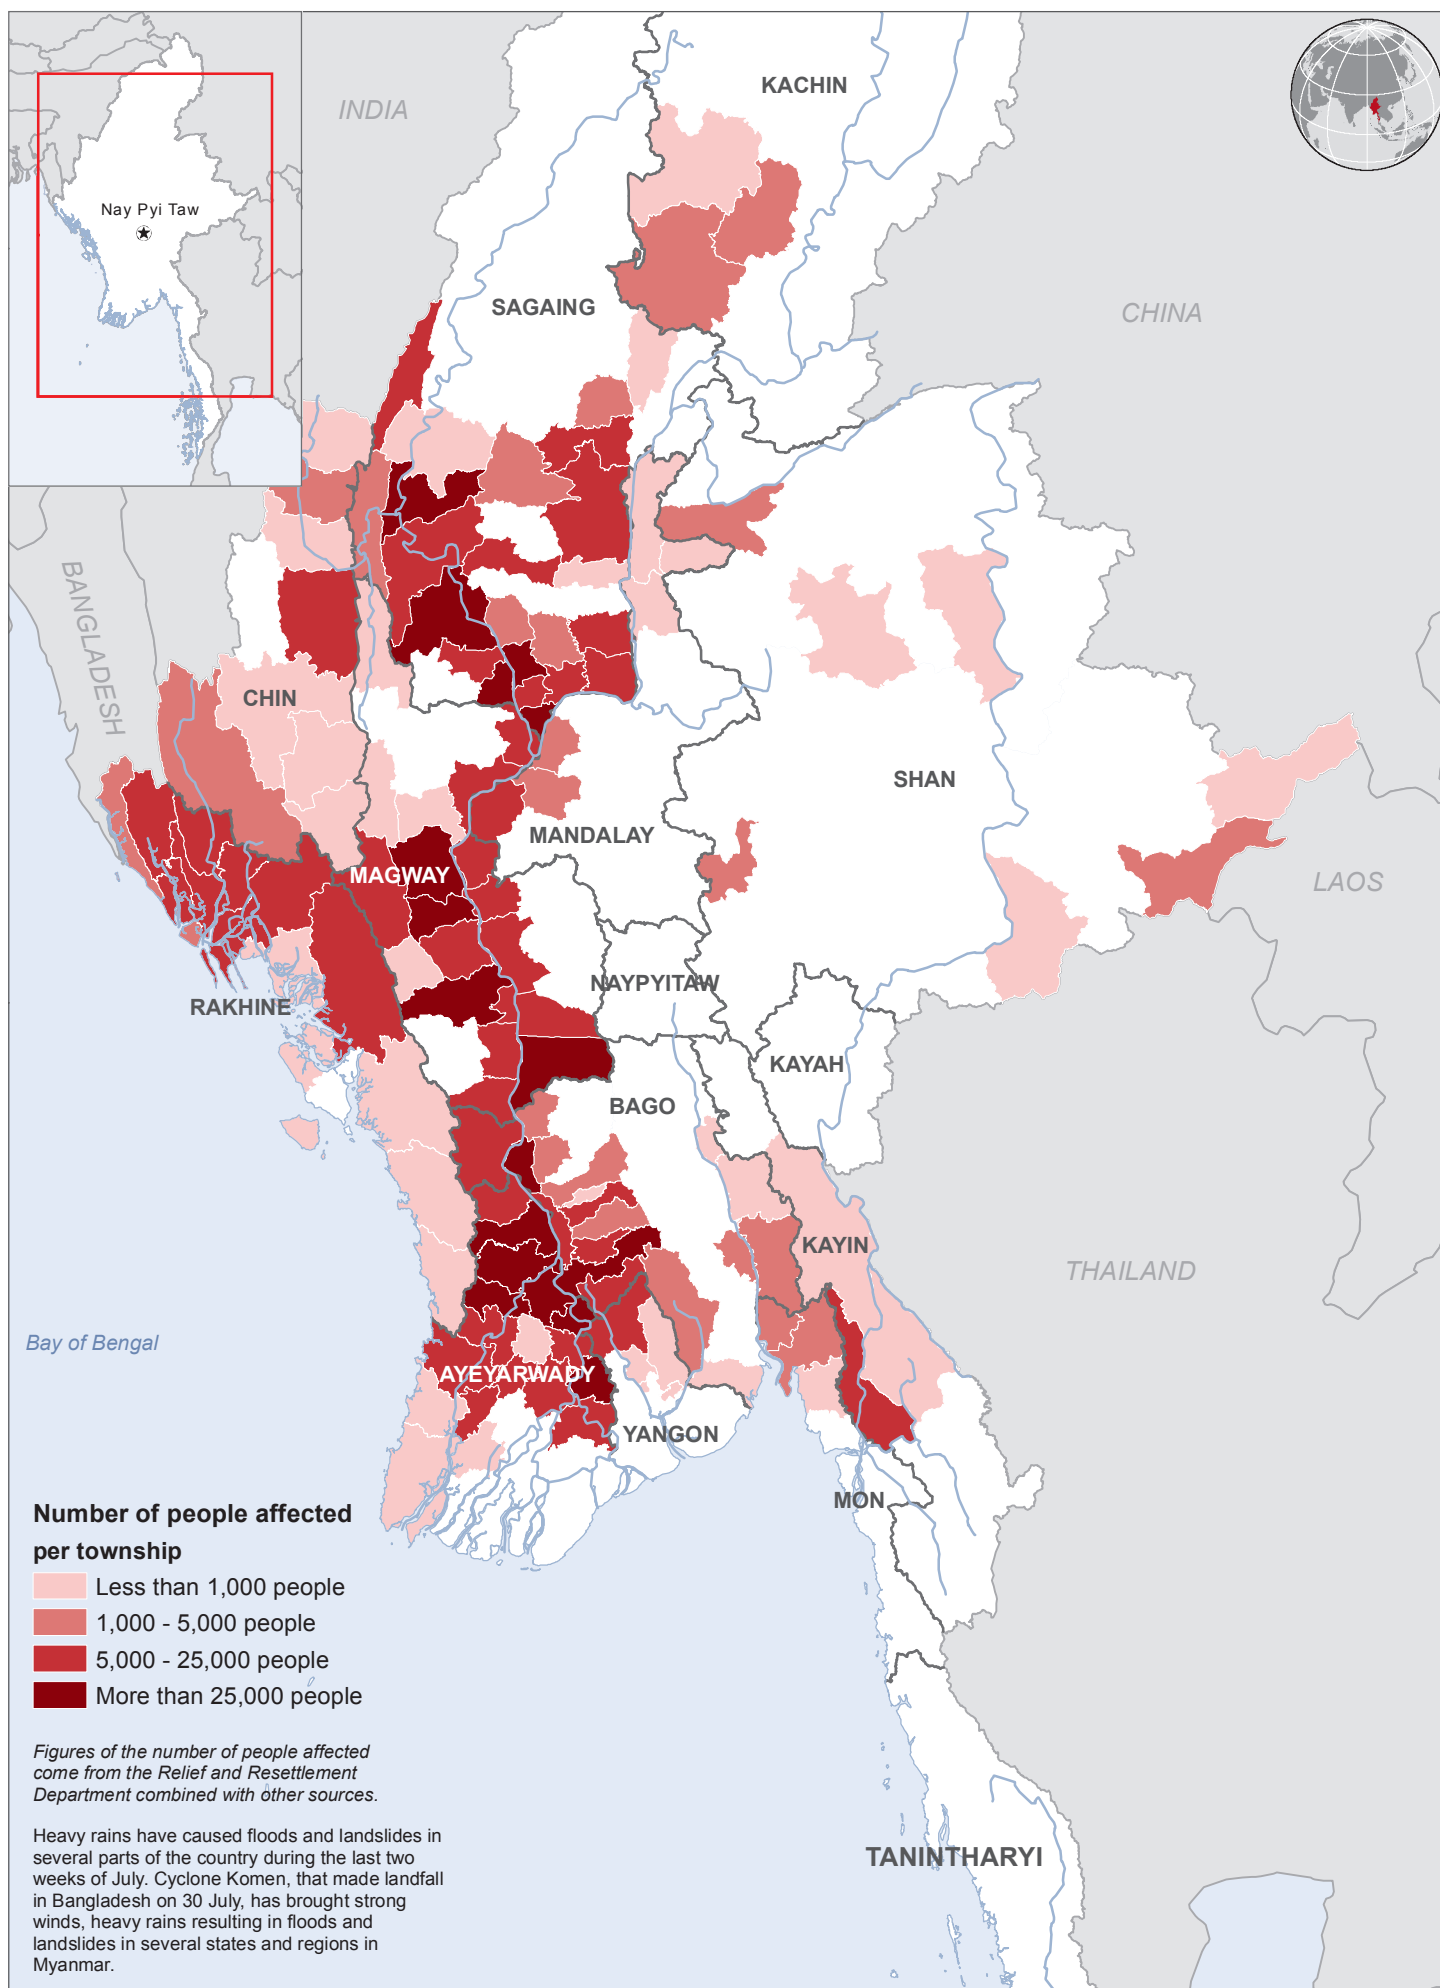 KACHIN
INDIA
Nay Pyi Taw
CHINA
SAGAING
BANGLADESH
CHIN
SHAN
MANDALAY
MAGWAY
LAOS
NAYPYITAW
RAKHINE
KAYAH
BAGO
KAYIN
THAILAND
Bay of Bengal
AYEYARWADY
YANGON
MON
Number of people affected
per township
Less than 1,000 people
1,000 - 5,000 people
5,000 - 25,000 people
More than 25,000 people
Figures of the number of people affected
come from the Relief and Resettlement
Department combined with other sources.
Heavy rains have caused floods and landslides in
several parts of the country during the last two
weeks of July. Cyclone Komen, that made landfall
in Bangladesh on 30 July, has brought strong
winds, heavy rains resulting in floods and
landslides in several states and regions in
Myanmar.
TANINTHARYI